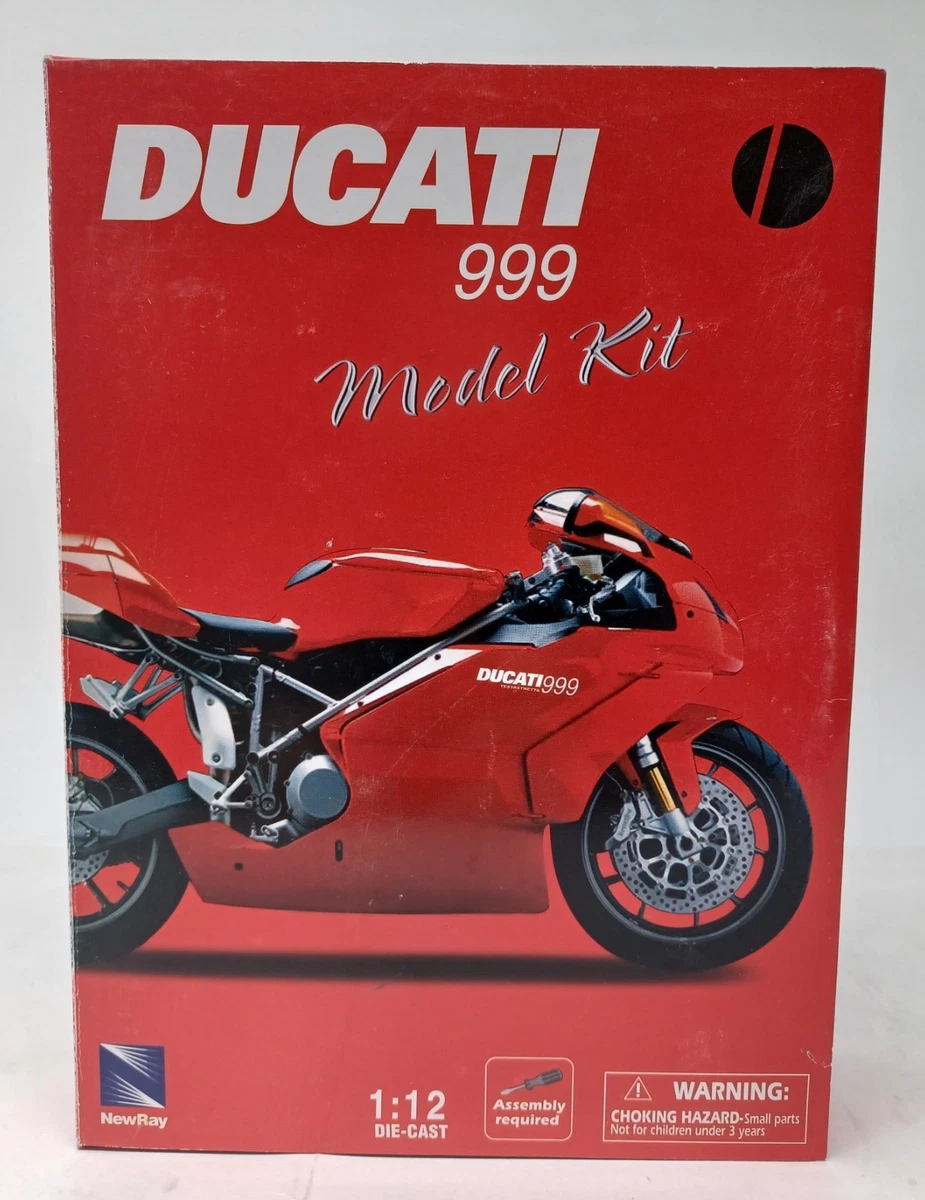 DUCATI
999
Model Kit
DUCATI999
TESTASTRETTA
NewRay
1:12
DIE-CAST
Assembly
required
WARNING:
CHOKING HAZARD-Small parts
Not for children under 3 years